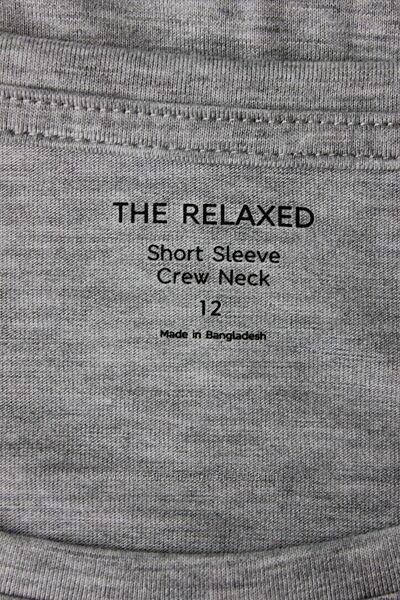 THE RELAXED
Short Sleeve
Crew Neck
12
Made in Bangladesh